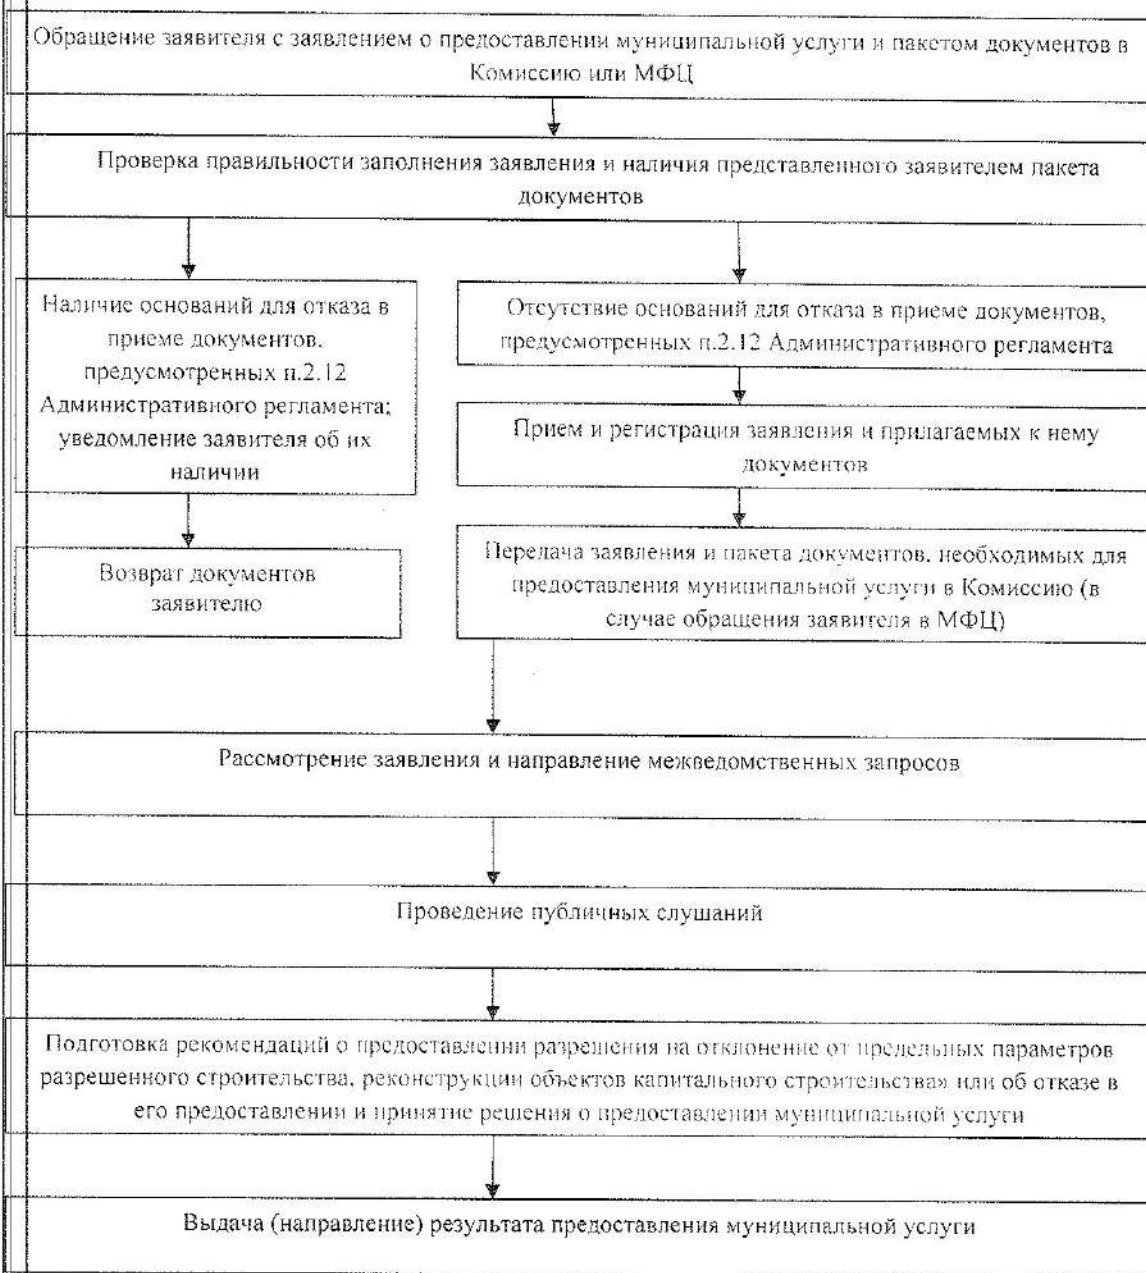 Обращение заявителя с заявлением о предоставлении муниципальной услуги и пакетом документов в
Комиссию или МФЦ
Проверка правильности заполнения заявления и наличия представленного заявителем пакета
документов
Наличие оснований для отказа в
приеме документов.
предусмотренных п.2.12
Административного регламента;
уведомление заявителя об их
наличии
Возврат документов
заявителю
Отсутствие оснований для отказа в приеме документов,
предусмотренных п.2.12 Административного регламента
Прием и регистрация заявления и прилагаемых к нему
документов
Передача заявления и пакета документов. необходимых для
предоставления муниципальной услуги в Комиссию (в
случае обращения заявителя в МФЦ)
Рассмотрение заявления и направление межведомственных запросов
Проведение публичных слушаний
Подготовка рекомендаций о предоставлении разрешения на отклонение от предельных параметров
разрешенного строительства, реконструкции объектов капитального строительства» или об отказе в
его предоставлении и принятие решения о предоставлении муниципальной услуги
Выдача (направление) результата предоставления муниципальной услуги